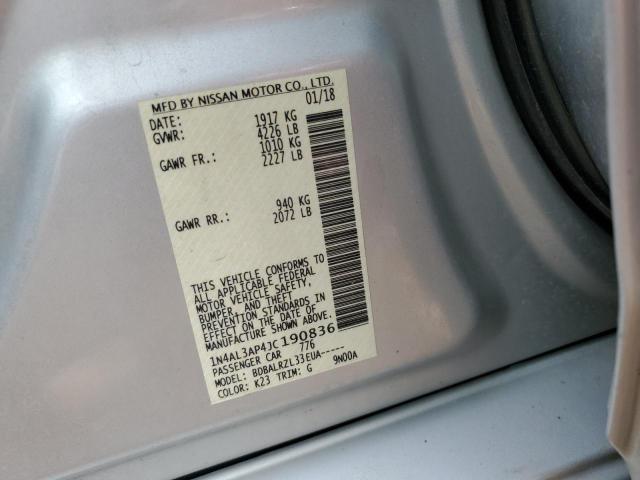 MFD BY NISSAN MOTOR CO., LTD.
DATE: 01/18
GVWR: 1917 KG
4226 LB
GAWR FR.: 1010 KG
2227 LB
GAWR RR.: 940 KG
2072 LB
THIS VEHICLE CONFORMS TO
ALL APPLICABLE FEDERAL
MOTOR VEHICLE SAFETY,
BUMPER, AND THEFT
PREVENTION STANDARDS IN
EFFECT ON THE DATE OF
MANUFACTURE SHOWN ABOVE.
1N4AL3AP4JC190836
PASSENGER CAR 776
MODEL: BDBALRZL33EUA-----
COLOR: K23 TRIM: G 9N00A